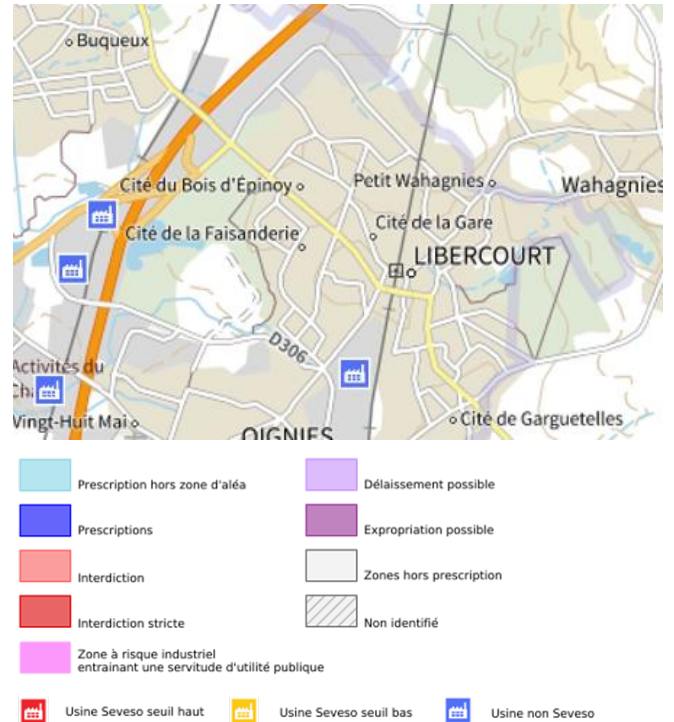 Buqueux
Cité du Bois d'Épinoy
Petit Wahagnies
Wahagnies
Cité de la Faisanderie
Cité de la Gare
LIBERCOURT
D306
Activités du
Vingt-Huit Mai
Cité de Garguetelles
OIGNIES
Prescription hors zone d'aléa
Délaissement possible
Prescriptions
Expropriation possible
Interdiction
Zones hors prescription
Interdiction stricte
Non identifié
Zone à risque industriel
entrainant une servitude d'utilité publique
Usine Seveso seuil haut
Usine Seveso seuil bas
Usine non Seveso